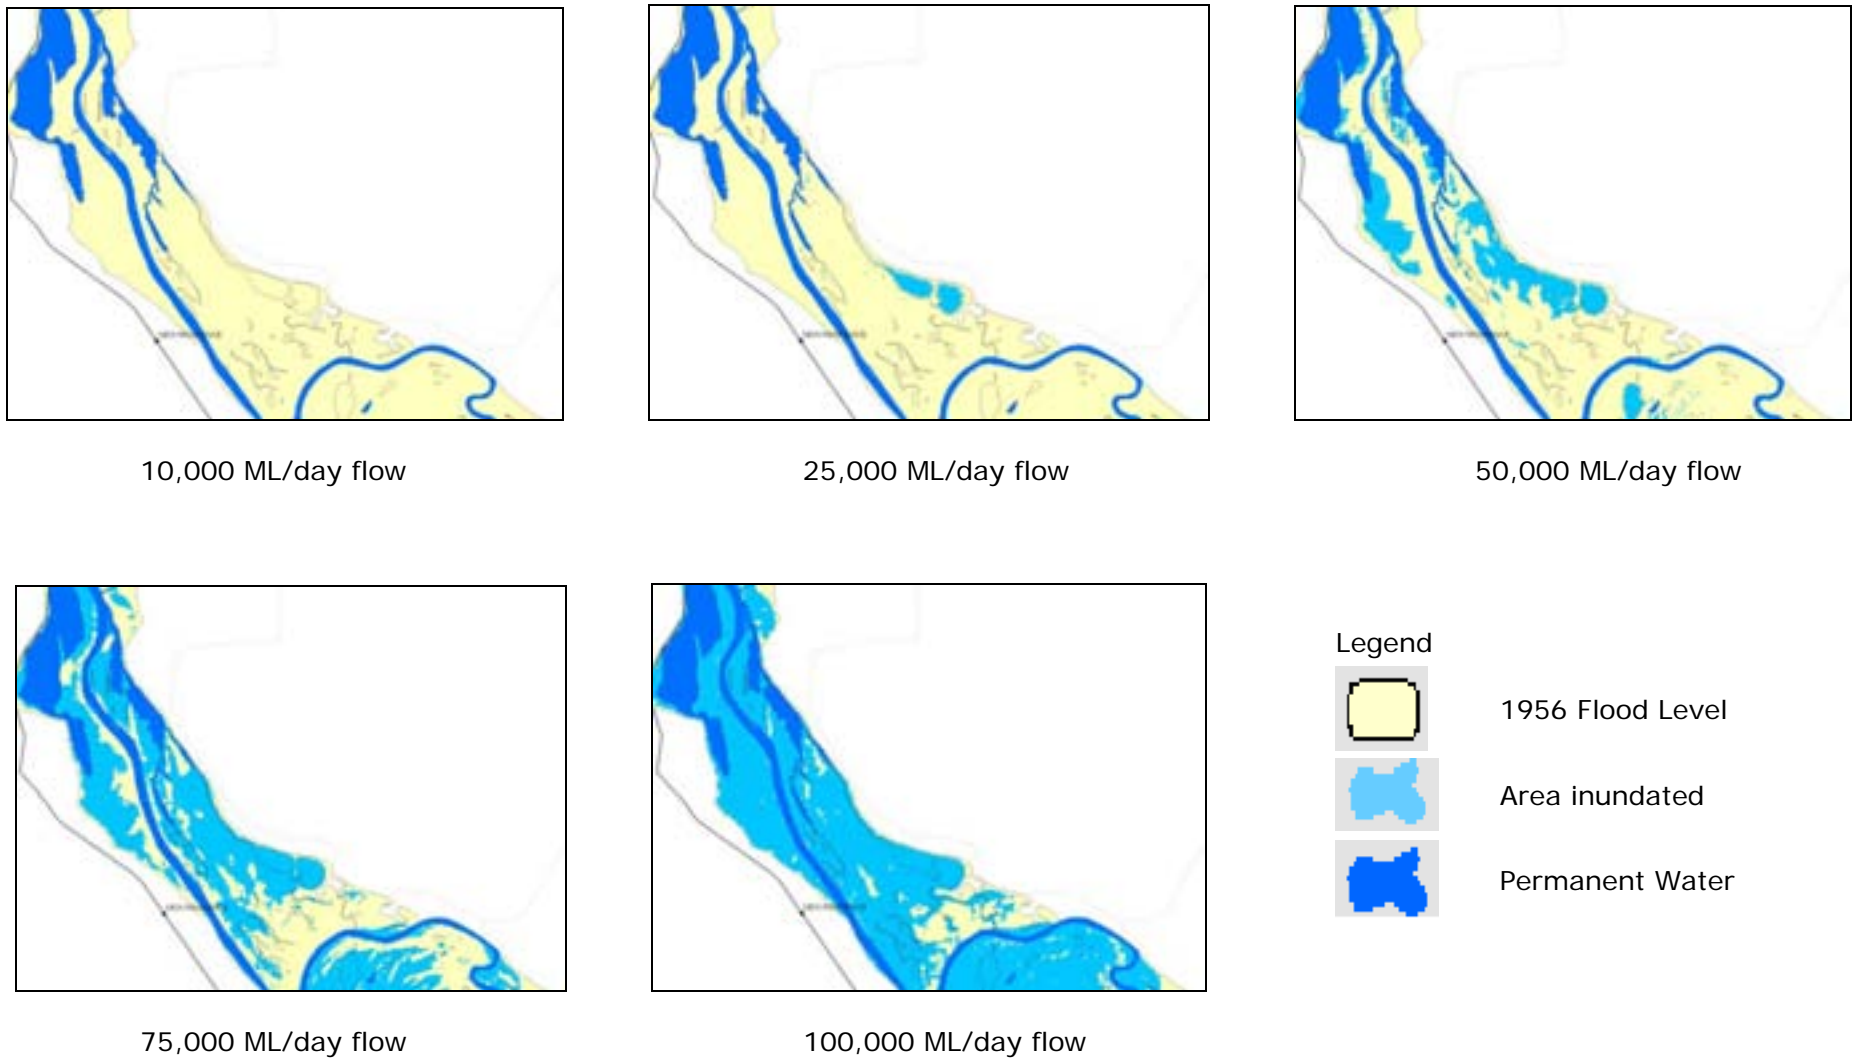 10,000 ML/day flow
25,000 ML/day flow
50,000 ML/day flow
75,000 ML/day flow
100,000 ML/day flow
Legend
1956 Flood Level
Area inundated
Permanent Water